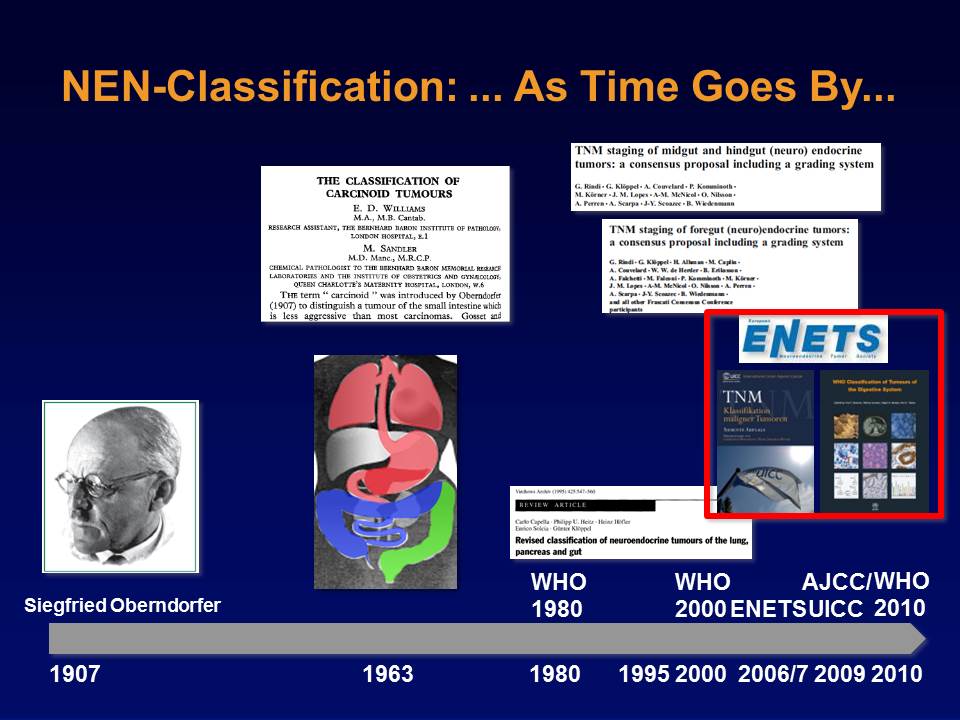 NEN-Classification: ... As Time Goes By...
THE CLASSIFICATION OF
CARCINOID TUMOURS
E. D. WILLIAMS
M.A., M.B. Cantab.
RESEARCH ASSISTANT, THE BERNHARD BARON INSTITUTE OF PATHOLOGY,
LONDON HOSPITAL, E.1
M. SANDLER
M.D. Manc., M.R.C.P.
CHEMICAL PATHOLOGIST TO THE BERNHARD BARON MEMORIAL RESEARCH
LABORATORIES AND THE INSTITUTE OF OBSTETRICS AND GYNÆCOLOGY,
QUEEN CHARLOTTE'S MATERNITY HOSPITAL, LONDON, W.6
THE term " carcinoid " was introduced by Oberndorfer
(1907) to distinguish a tumour of the small intestine which
is less aggressive than most carcinomas. Gosset and
TNM staging of midgut and hindgut (neuro) endocrine
tumors: a consensus proposal including a grading system
G. Rindi · G. Klöppel · A. Couvelard · P. Komminoth ·
M. Körner · J. M. Lopes · A-M. McNicol · O. Nilsson ·
A. Perren · A. Scarpa · J-Y. Scoazec · B. Wiedenmann
TNM staging of foregut (neuro)endocrine tumors:
a consensus proposal including a grading system
G. Rindi · G. Klöppel · H. Alhman · M. Caplin ·
A. Couvelard · W. W. de Herder · B. Eriksson ·
A. Falchetti · M. Falconi · P. Komminoth · M. Körner ·
J. M. Lopes · A-M. McNicol · O. Nilsson · A. Perren ·
A. Scarpa · J-Y. Scoazec · B. Wiedenmann ·
and all other Frascati Consensus Conference
participants
European
ENETS
Neuroendocrine Tumor Society
UICC
TNM
Klassifikation
maligner Tumoren
UICC
WHO Classification of Tumours of
the Digestive System
Virchows Archiv (1995) 425:547–560
REVIEW ARTICLE
Carlo Capella · Philipp U. Heitz · Heinz Höfler
Enrico Solcia · Günter Klöppel
Revised classification of neuroendocrine tumours of the lung,
pancreas and gut
Siegfried Oberndorfer
WHO
1980
WHO
2000
ENETS
AJCC/
UICC
WHO
2010
1907 1963 1980 1995 2000 2006/7 2009 2010